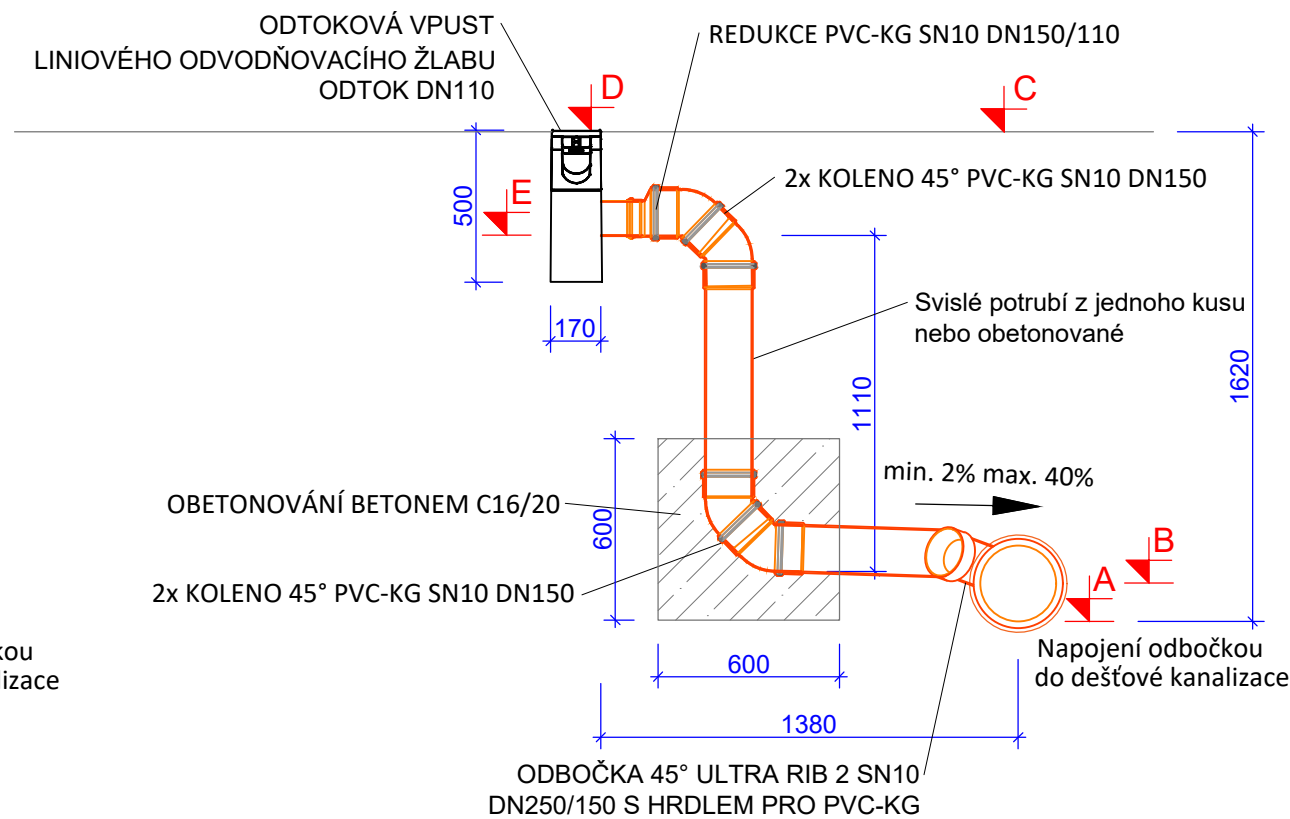 ODTOKOVÁ VPUST
LINIOVÉHO ODVODŇOVACÍHO ŽLABU
ODTOK DN110
REDUKCE PVC-KG SN10 DN150/110
D
C
2x KOLENO 45° PVC-KG SN10 DN150
E
500
170
Svislé potrubí z jednoho kusu
nebo obetonované
1110
1620
min. 2% max. 40%
OBETONOVÁNÍ BETONEM C16/20
600
B
A
2x KOLENO 45° PVC-KG SN10 DN150
Napojení odbočkou
do dešťové kanalizace
kou
lizace
600
1380
ODBOČKA 45° ULTRA RIB 2 SN10
DN250/150 S HRDLEM PRO PVC-KG